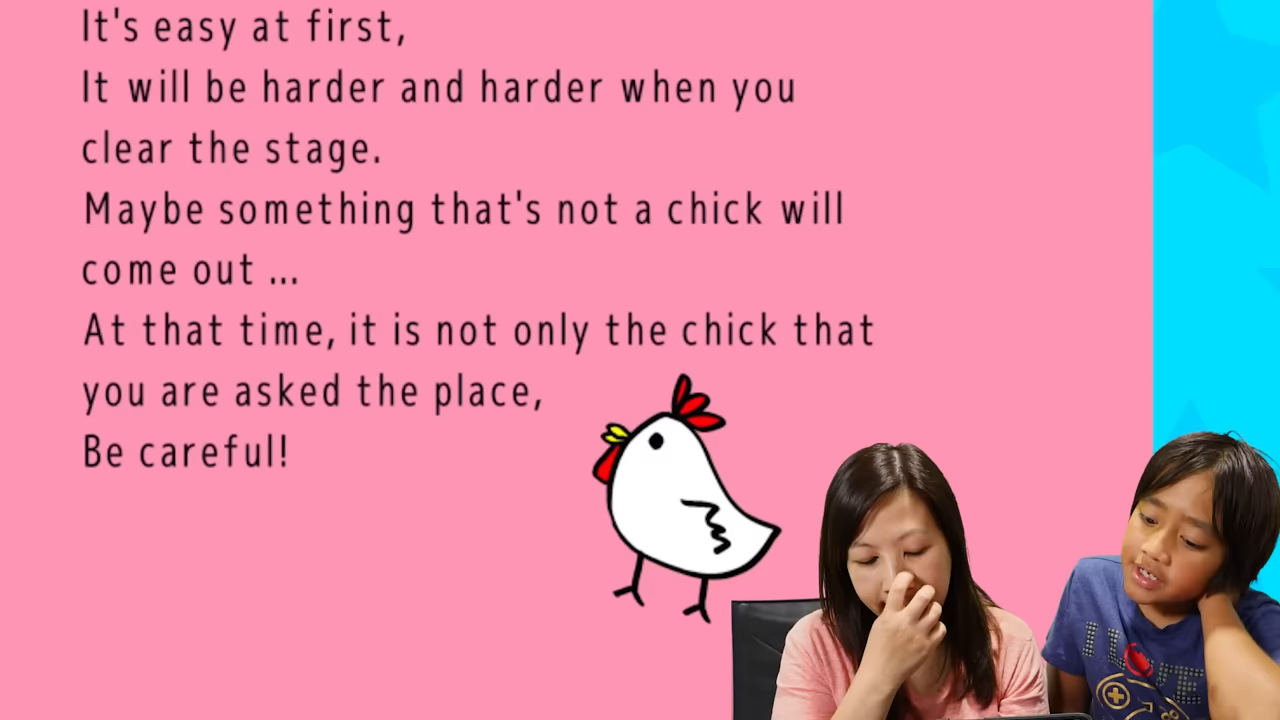 It's easy at first,
It will be harder and harder when you
clear the stage.
Maybe something that's not a chick will
come out ...
At that time, it is not only the chick that
you are asked the place,
Be careful!
I LOVE